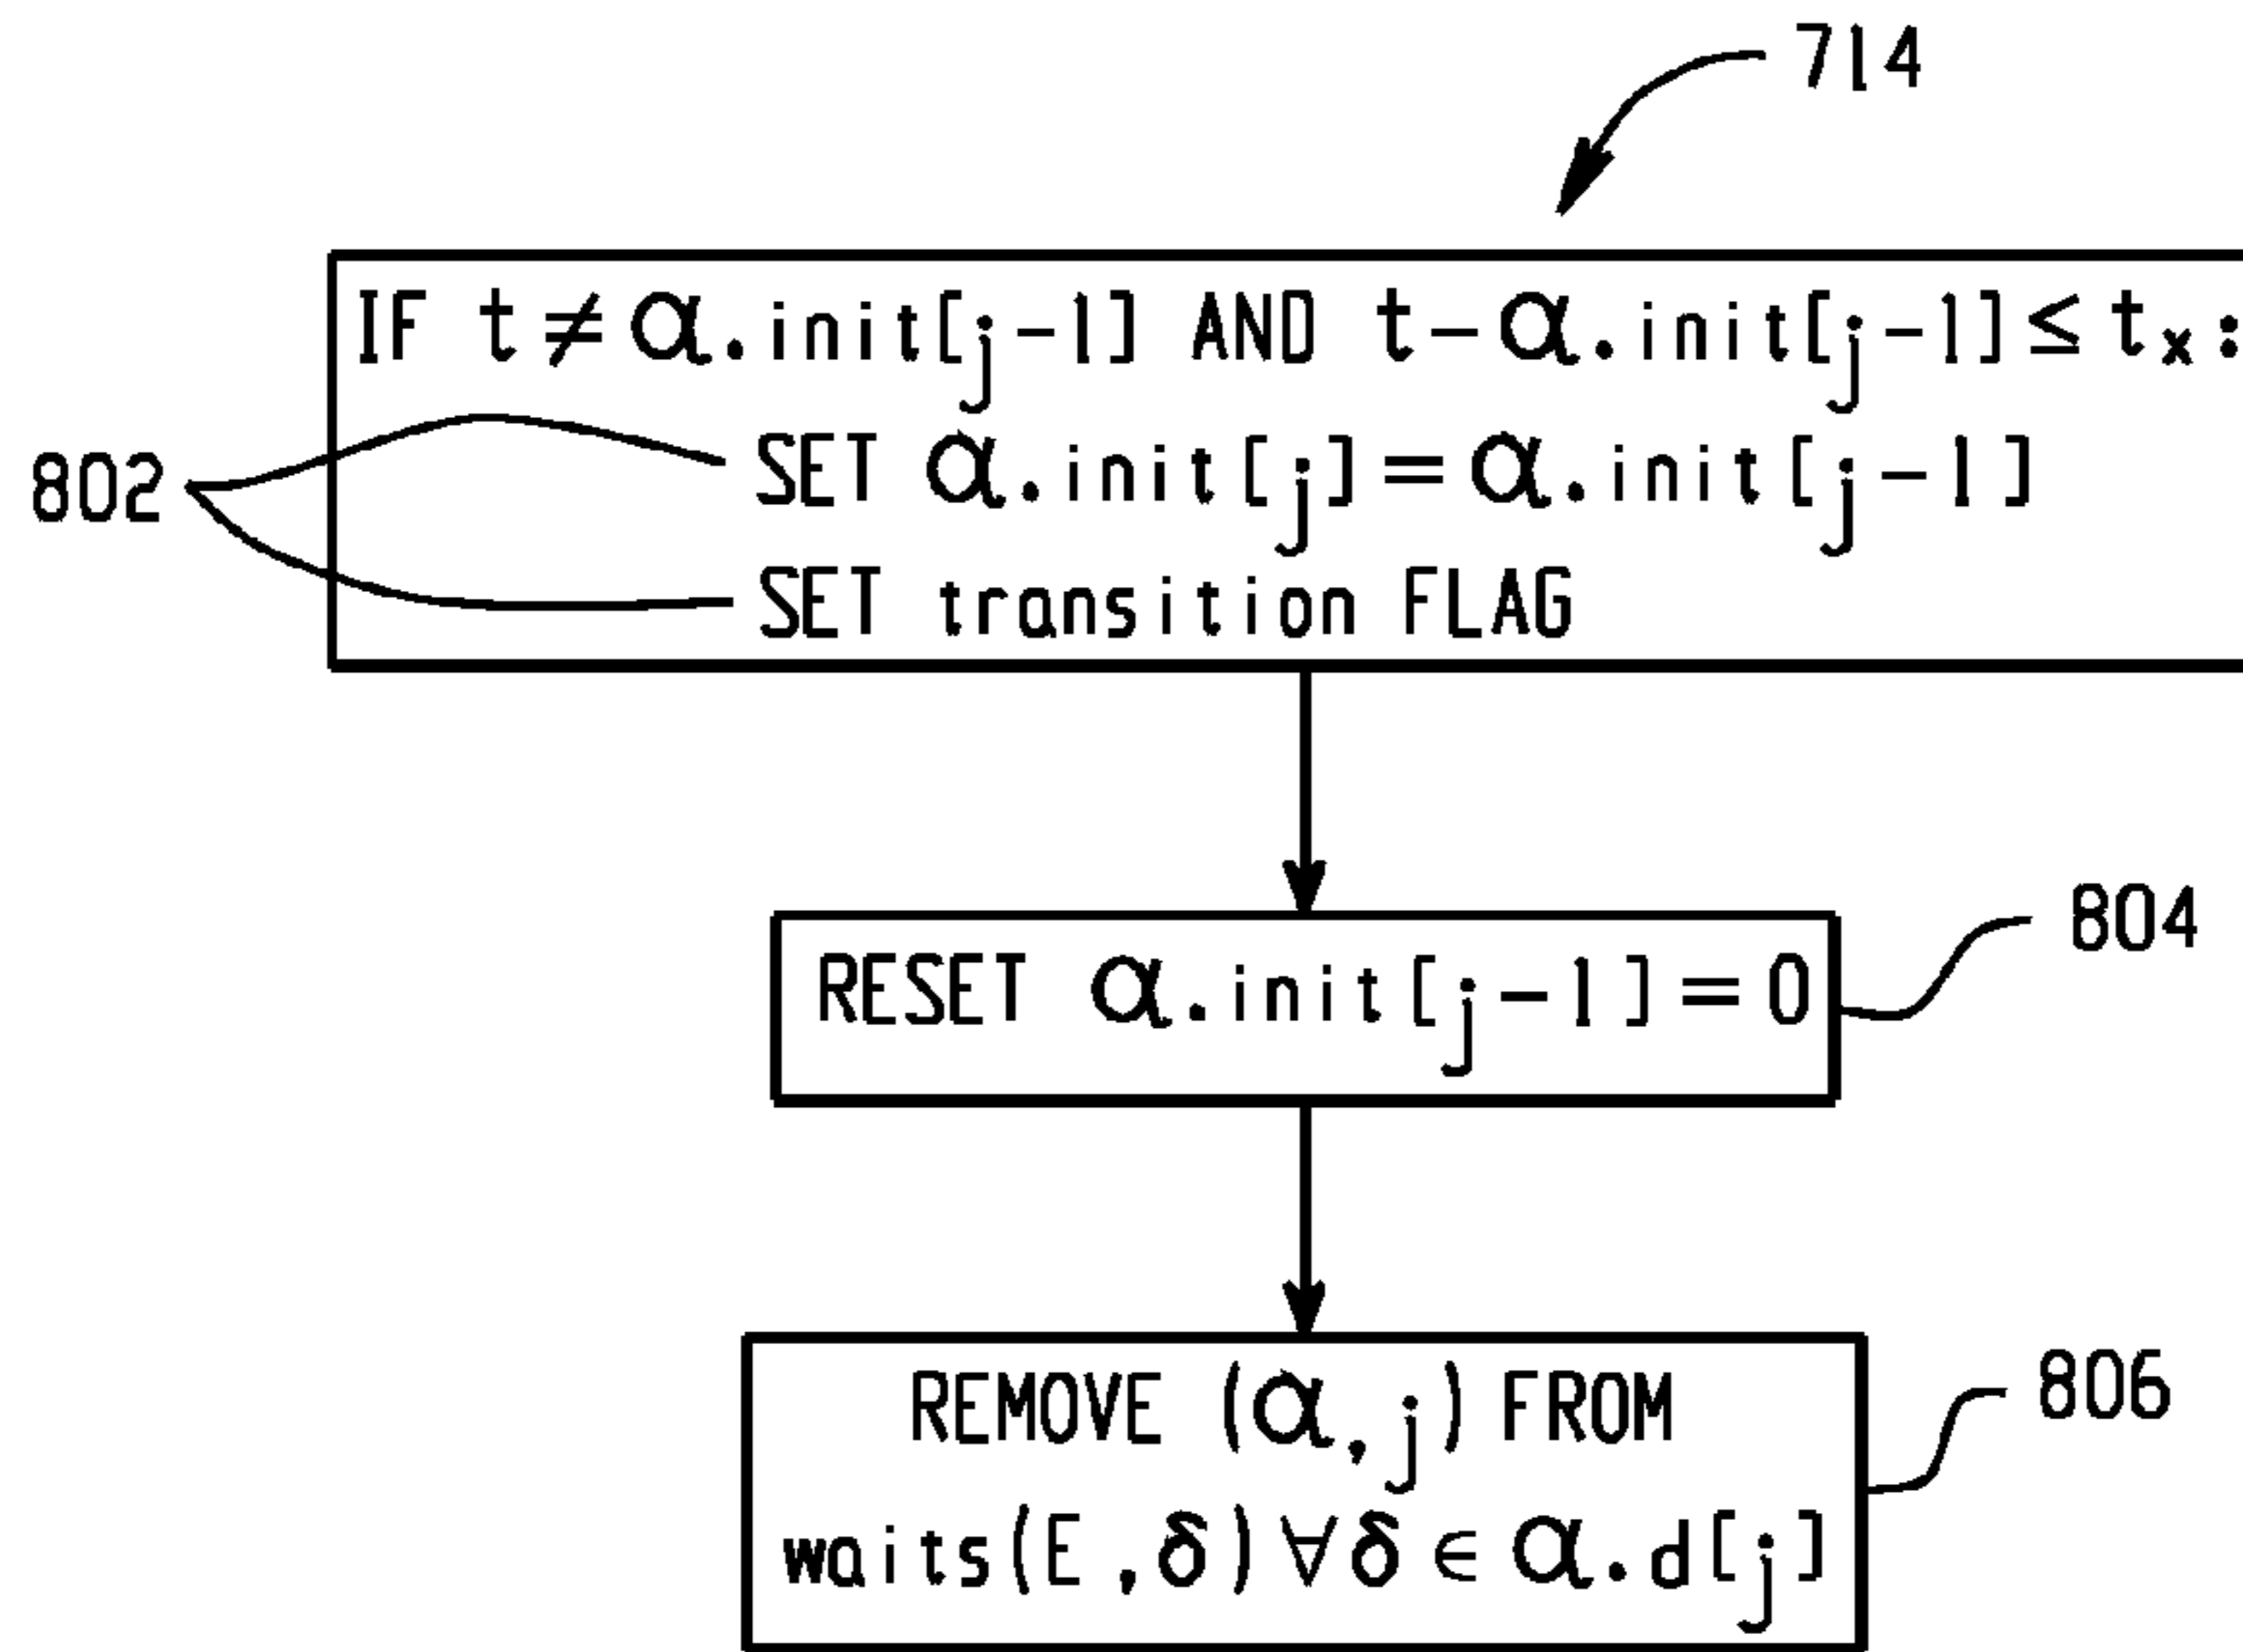 714
IF t ≠ α.init[j-1] AND t-α.init[j-1] ≤ tₓ:
802
SET α.init[j]=α.init[j-1]
SET transition FLAG
804
RESET α.init[j-1]=0
806
REMOVE (α,j) FROM
waits(E,δ)∀δ ∈ α.d[j]